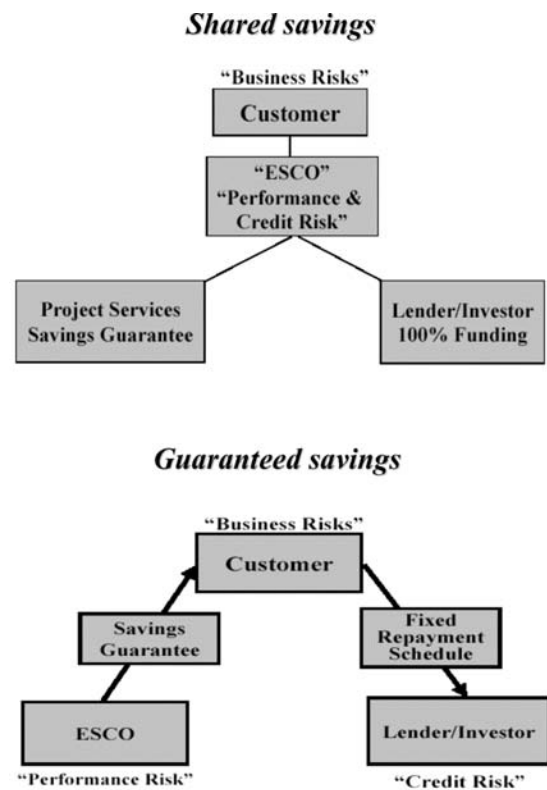 Shared savings
“Business Risks”
Customer
“ESCO”
“Performance &
Credit Risk”
Project Services
Savings Guarantee
Lender/Investor
100% Funding
Guaranteed savings
“Business Risks”
Customer
Savings
Guarantee
Fixed
Repayment
Schedule
ESCO
Lender/Investor
“Performance Risk”
“Credit Risk”